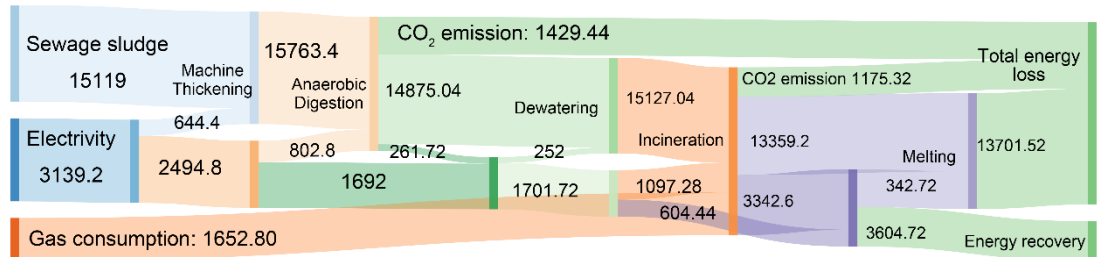 Sewage sludge
15119
Machine
Thickening
644.4
Electrivity
3139.2
2494.8
Gas consumption: 1652.80
15763.4
Anaerobic
Digestion
802.8
1692
CO₂ emission: 1429.44
14875.04
261.72
Dewatering
252
1701.72
15127.04
Incineration
1097.28
604.44
CO2 emission 1175.32
13359.2
3342.6
Melting
342.72
3604.72
Total energy
loss
13701.52
Energy recovery